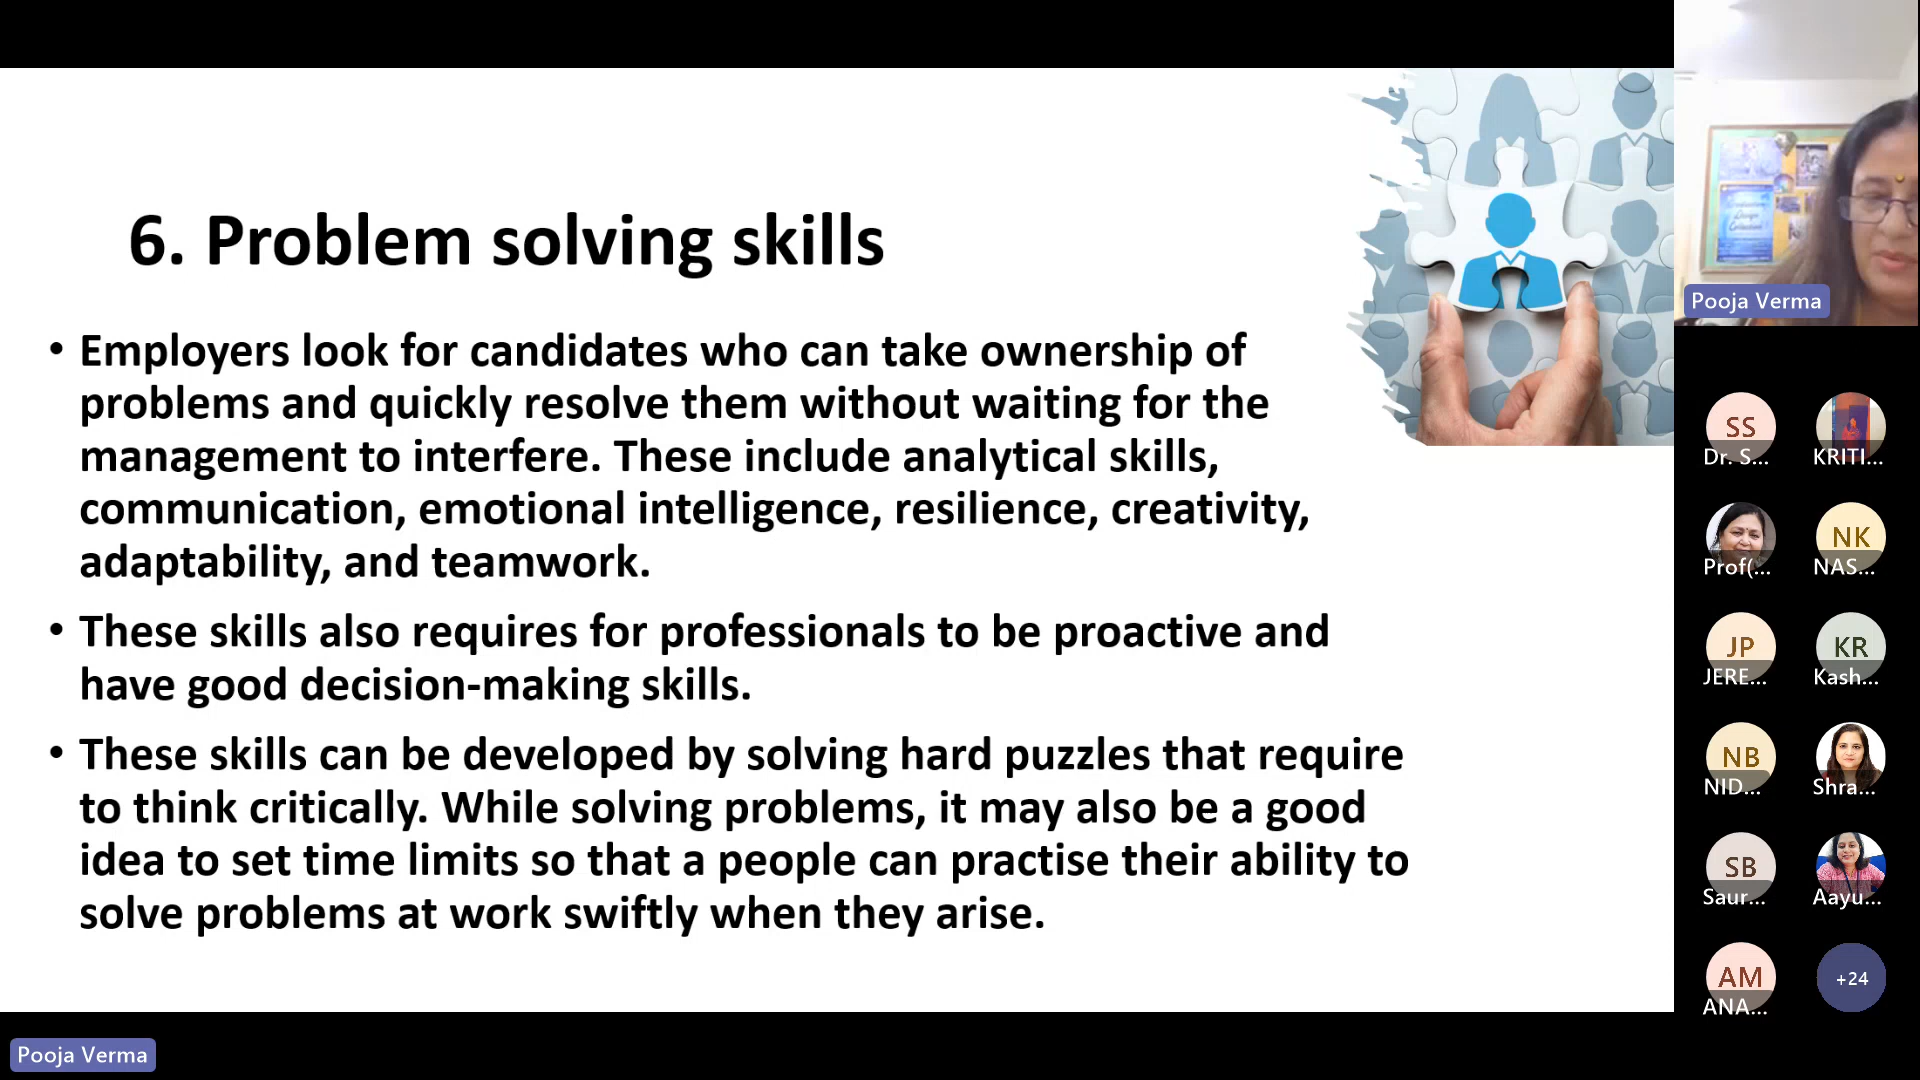 6. Problem solving skills
• Employers look for candidates who can take ownership of
problems and quickly resolve them without waiting for the
management to interfere. These include analytical skills,
communication, emotional intelligence, resilience, creativity,
adaptability, and teamwork.
• These skills also requires for professionals to be proactive and
have good decision-making skills.
• These skills can be developed by solving hard puzzles that require
to think critically. While solving problems, it may also be a good
idea to set time limits so that a people can practise their ability to
solve problems at work swiftly when they arise.
Pooja Verma
SS
Dr. S...
KRITI...
Prof(...
NK
NAS...
JP
JERE...
KR
Kash...
NB
NID...
Shra...
SB
Saur...
Aayu...
AM
ANA...
+24
Pooja Verma